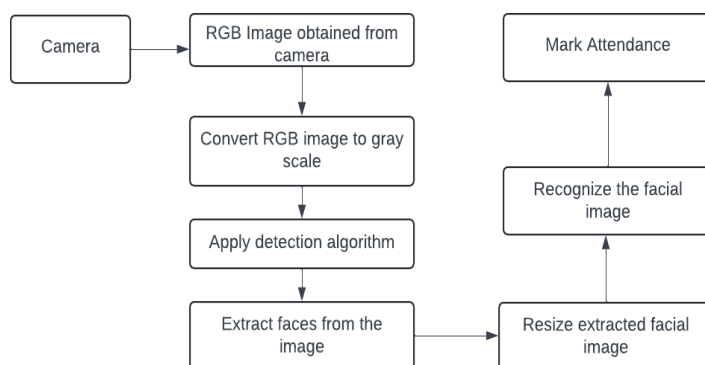 Camera
RGB Image obtained from
camera
Convert RGB image to gray
scale
Apply detection algorithm
Extract faces from the
image
Resize extracted facial
image
Recognize the facial
image
Mark Attendance